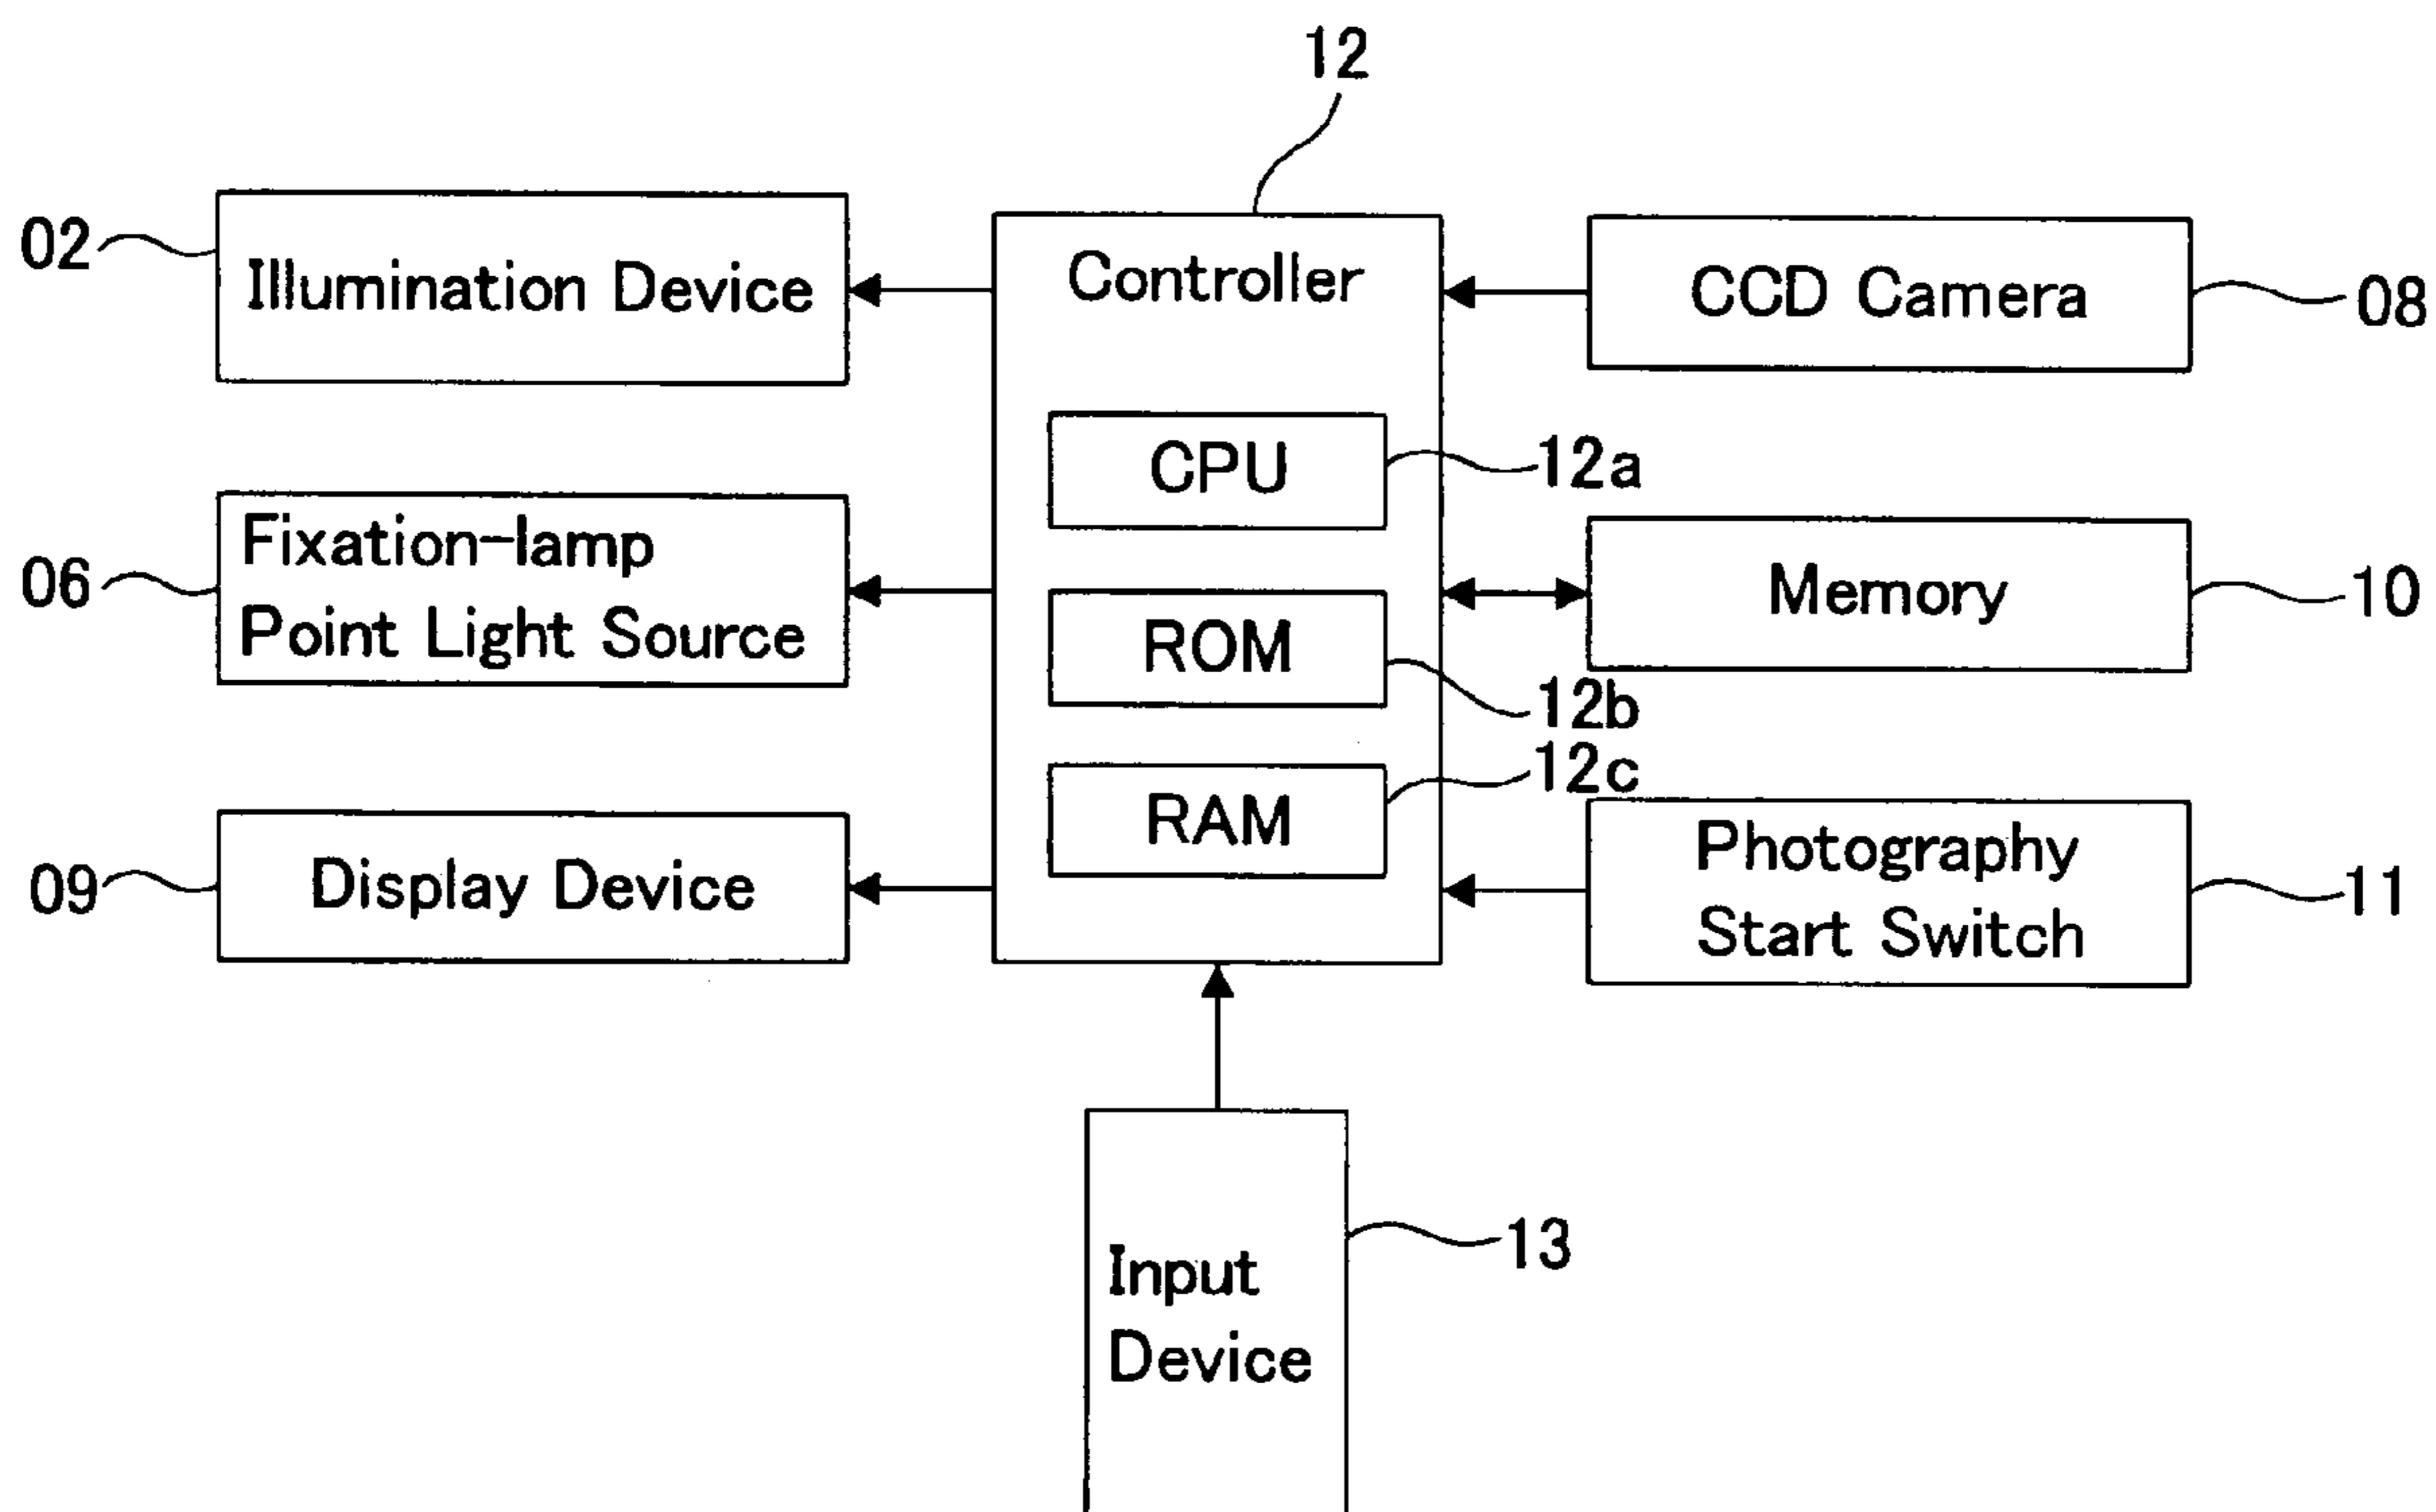 12
02
Illumination Device
Controller
CCD Camera
08
CPU
12a
06
Fixation-lamp
Point Light Source
ROM
12b
Memory
10
09
Display Device
RAM
12c
Photography
Start Switch
11
Input
Device
13